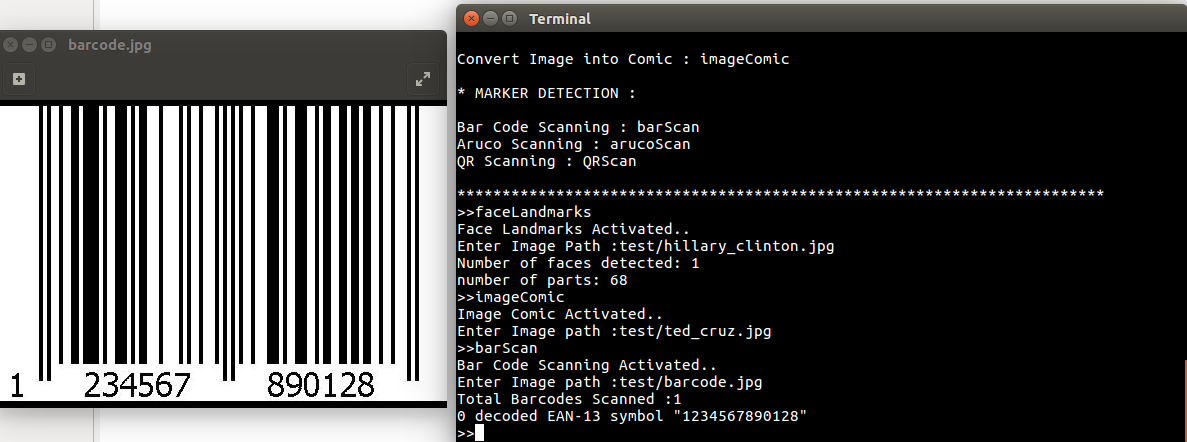 barcode.jpg
1 234567 890128
Terminal
Convert Image into Comic : imageComic
* MARKER DETECTION :
Bar Code Scanning : barScan
Aruco Scanning : arucoScan
QR Scanning : QRScan
************************************************************************
>>faceLandmarks
Face Landmarks Activated..
Enter Image Path :test/hillary_clinton.jpg
Number of faces detected: 1
number of parts: 68
>>imageComic
Image Comic Activated..
Enter Image path :test/ted_cruz.jpg
>>barScan
Bar Code Scanning Activated..
Enter Image path :test/barcode.jpg
Total Barcodes Scanned :1
0 decoded EAN-13 symbol "1234567890128"
>>